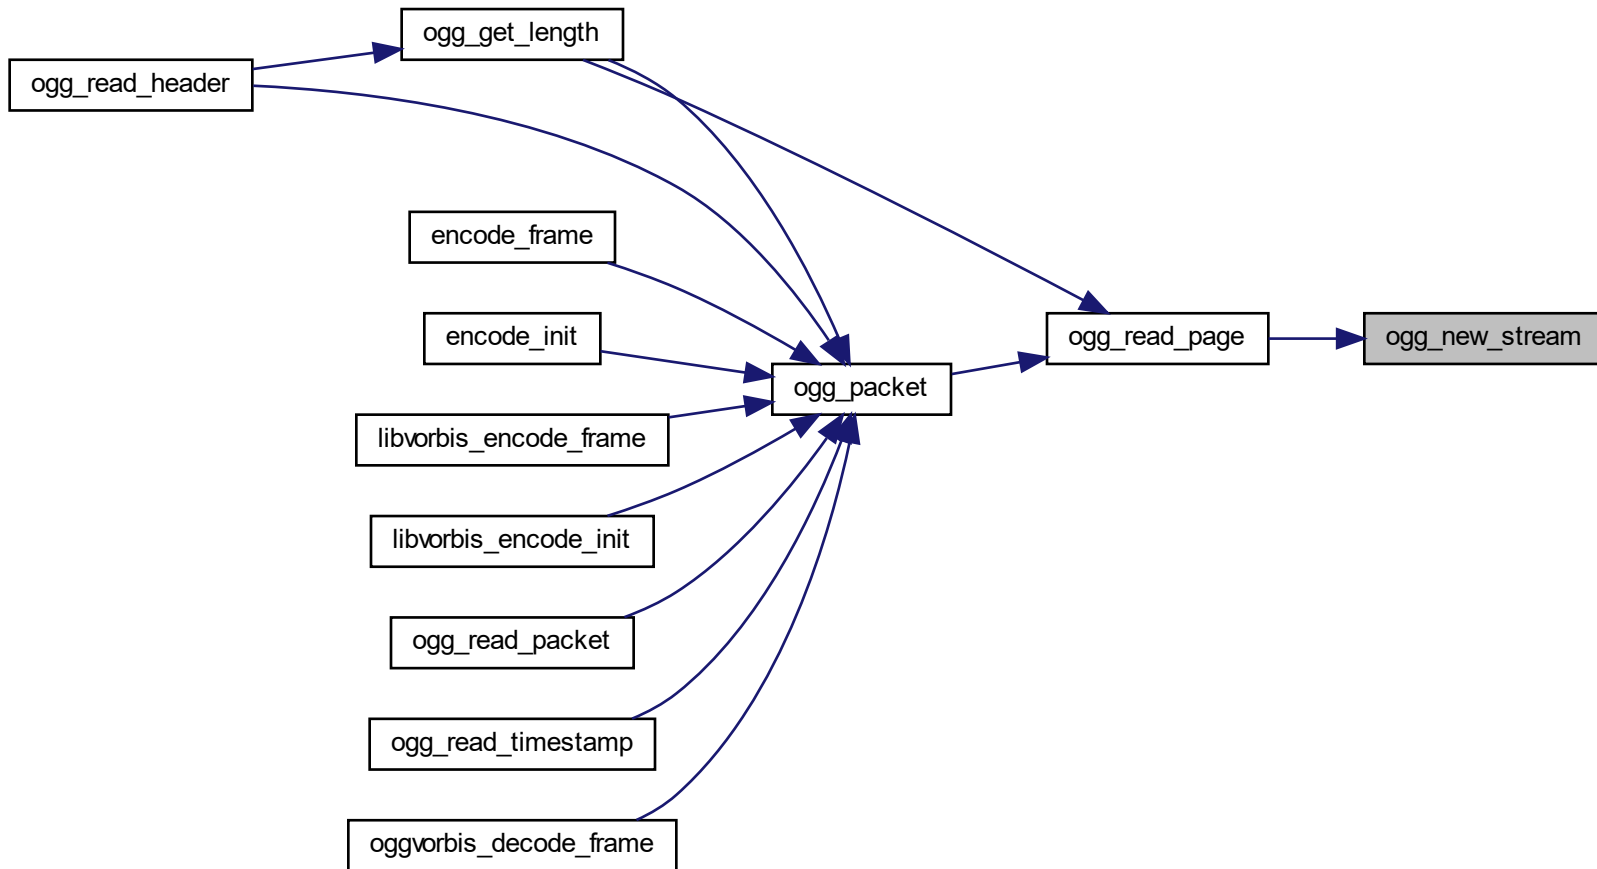 ogg_get_length
ogg_read_header
encode_frame
encode_init
ogg_read_page
ogg_new_stream
ogg_packet
libvorbis_encode_frame
libvorbis_encode_init
ogg_read_packet
ogg_read_timestamp
oggvorbis_decode_frame